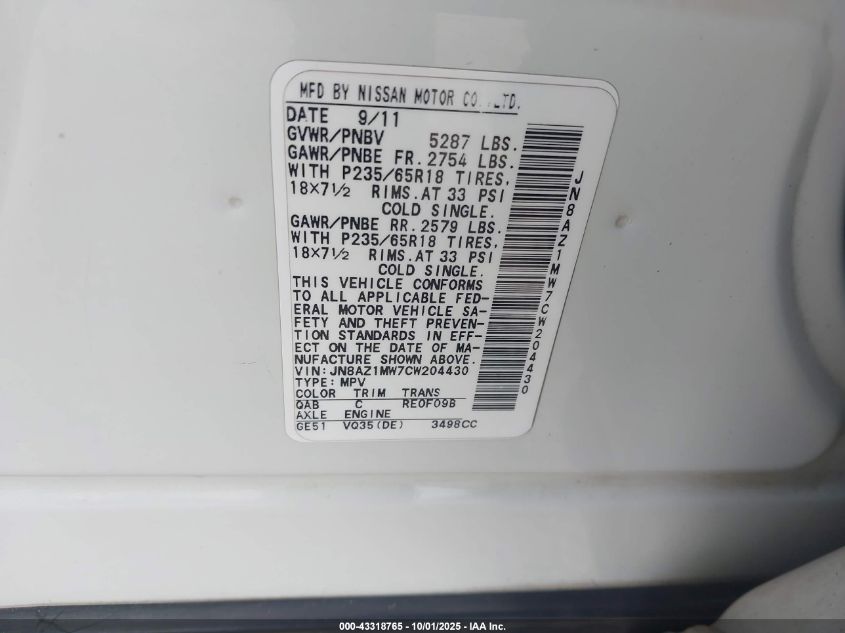 MFD BY NISSAN MOTOR CO.,LTD.
DATE 9/11
GVWR/PNBV 5287 LBS.
GAWR/PNBE FR. 2754 LBS.
WITH P235/65R18 TIRES,
18×7½ RIMS.AT 33 PSI
COLD SINGLE.
GAWR/PNBE RR. 2579 LBS.
WITH P235/65R18 TIRES,
18×7½ RIMS.AT 33 PSI
COLD SINGLE.
THIS VEHICLE CONFORMS
TO ALL APPLICABLE FED-
ERAL MOTOR VEHICLE SA-
FETY AND THEFT PREVEN-
TION STANDARDS IN EFF-
ECT ON THE DATE OF MA-
NUFACTURE SHOWN ABOVE.
VIN: JN8AZ1MW7CW204430
TYPE: MPV
COLOR TRIM TRANS
QAB C RE0F09B
AXLE ENGINE
GE51 VQ35(DE) 3498CC
JN8AZ1MW7CW204430
000-43318765 - 10/01/2025 - IAA Inc.